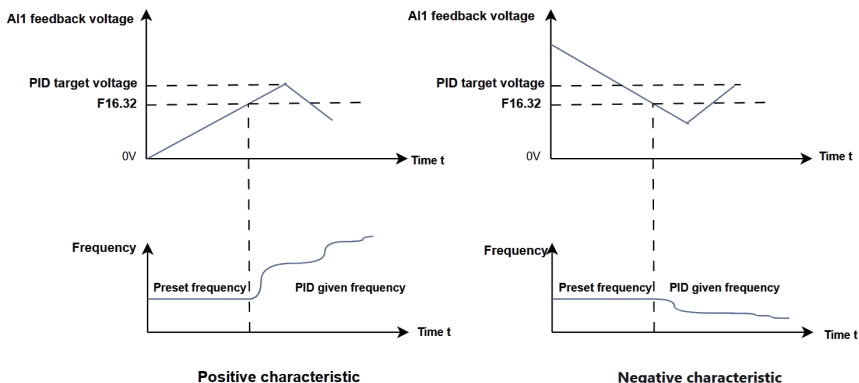 AI1 feedback voltage
PID target voltage
F16.32
0V
Time t
Frequency
Preset frequency
PID given frequency
Time t
Positive characteristic
AI1 feedback voltage
PID target voltage
F16.32
0V
Time t
Frequency
Preset frequency
PID given frequency
Time t
Negative characteristic